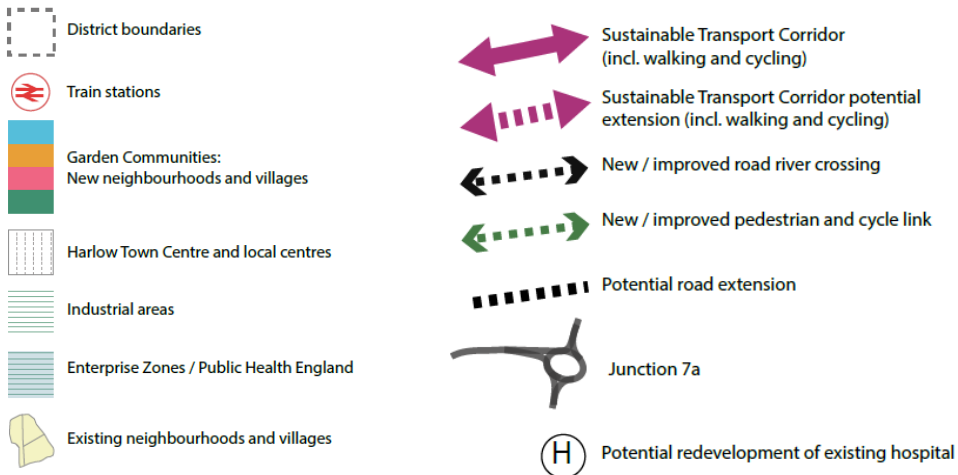 District boundaries
Train stations
Garden Communities:
New neighbourhoods and villages
Harlow Town Centre and local centres
Industrial areas
Enterprise Zones / Public Health England
Existing neighbourhoods and villages
Sustainable Transport Corridor
(incl. walking and cycling)
Sustainable Transport Corridor potential
extension (incl. walking and cycling)
New / improved road river crossing
New / improved pedestrian and cycle link
Potential road extension
Junction 7a
H
Potential redevelopment of existing hospital